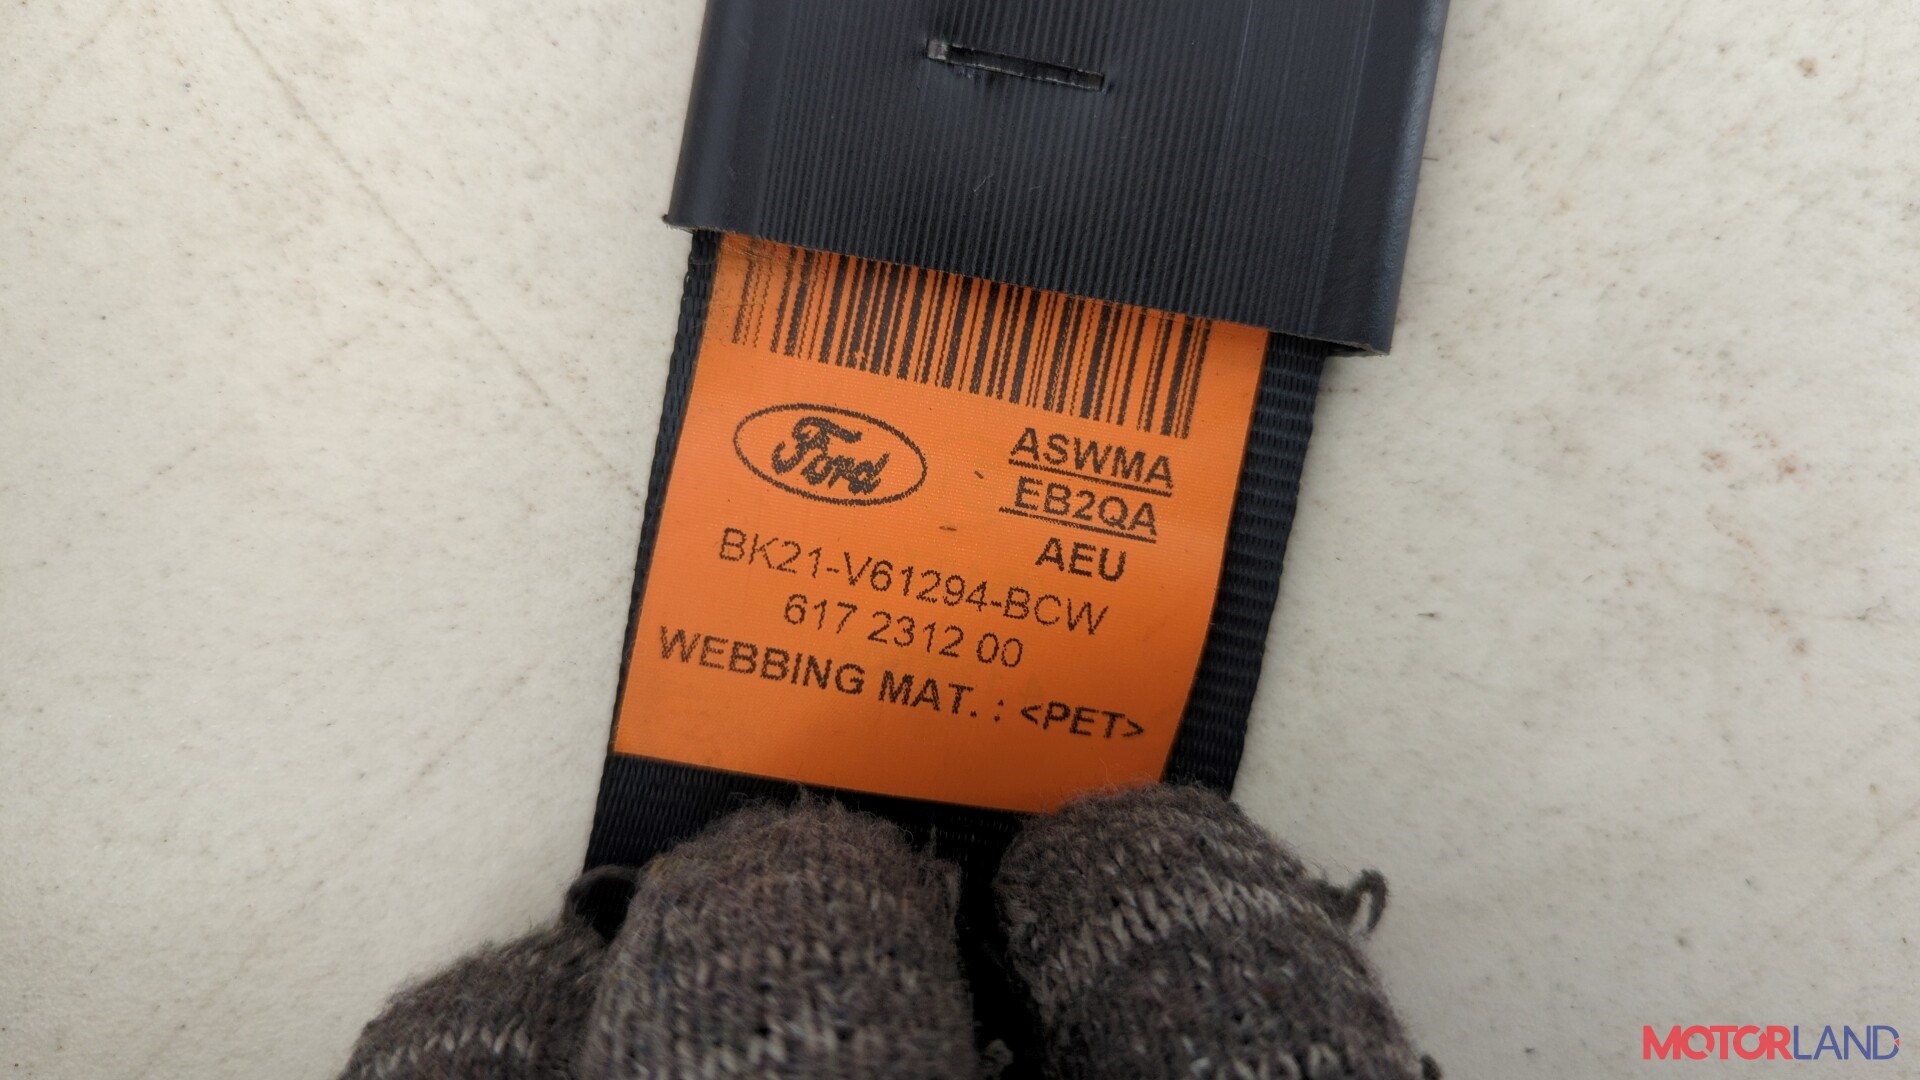 Ford
ASWMA
EB2QA
AEU
BK21-V61294-BCW
617 2312 00
WEBBING MAT. : <PET>
MOTORLAND